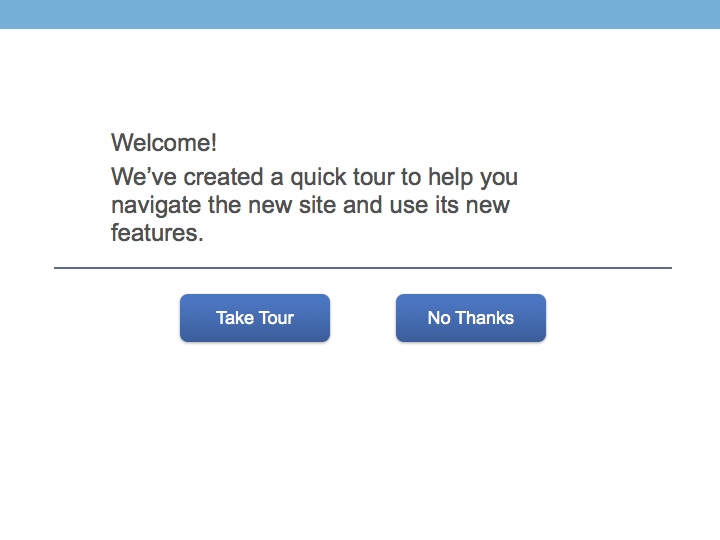 Welcome!
We’ve created a quick tour to help you
navigate the new site and use its new
features.
Take Tour
No Thanks